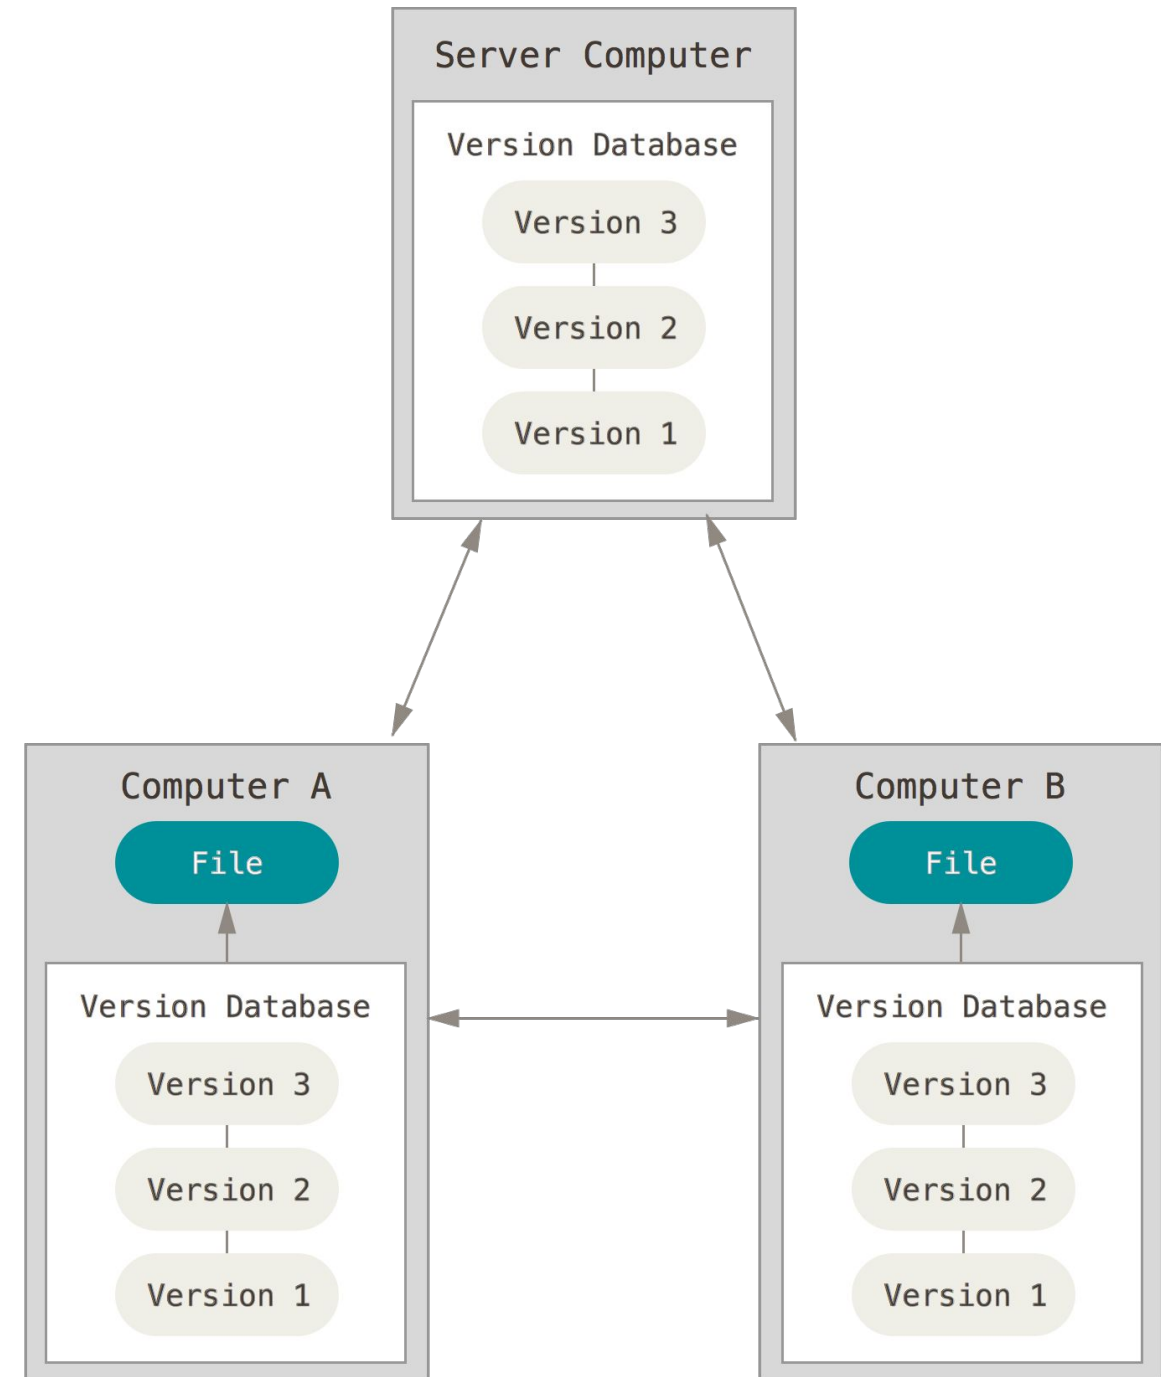 Server Computer
Version Database
Version 3
Version 2
Version 1
Computer A
File
Version Database
Version 3
Version 2
Version 1
Computer B
File
Version Database
Version 3
Version 2
Version 1